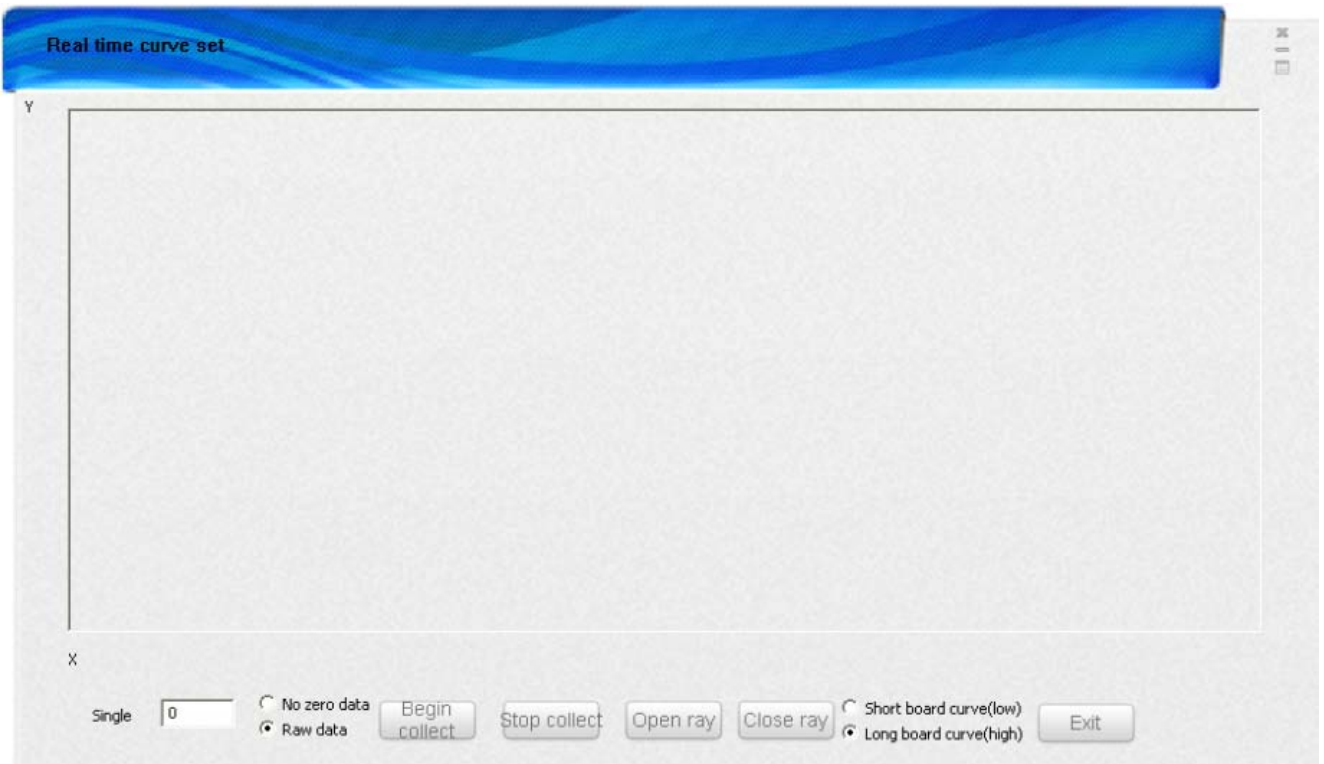 Real time curve set
Y
X
Single
0
No zero data
Raw data
Begin
collect
Stop collect
Open ray
Close ray
Short board curve(low)
Long board curve(high)
Exit